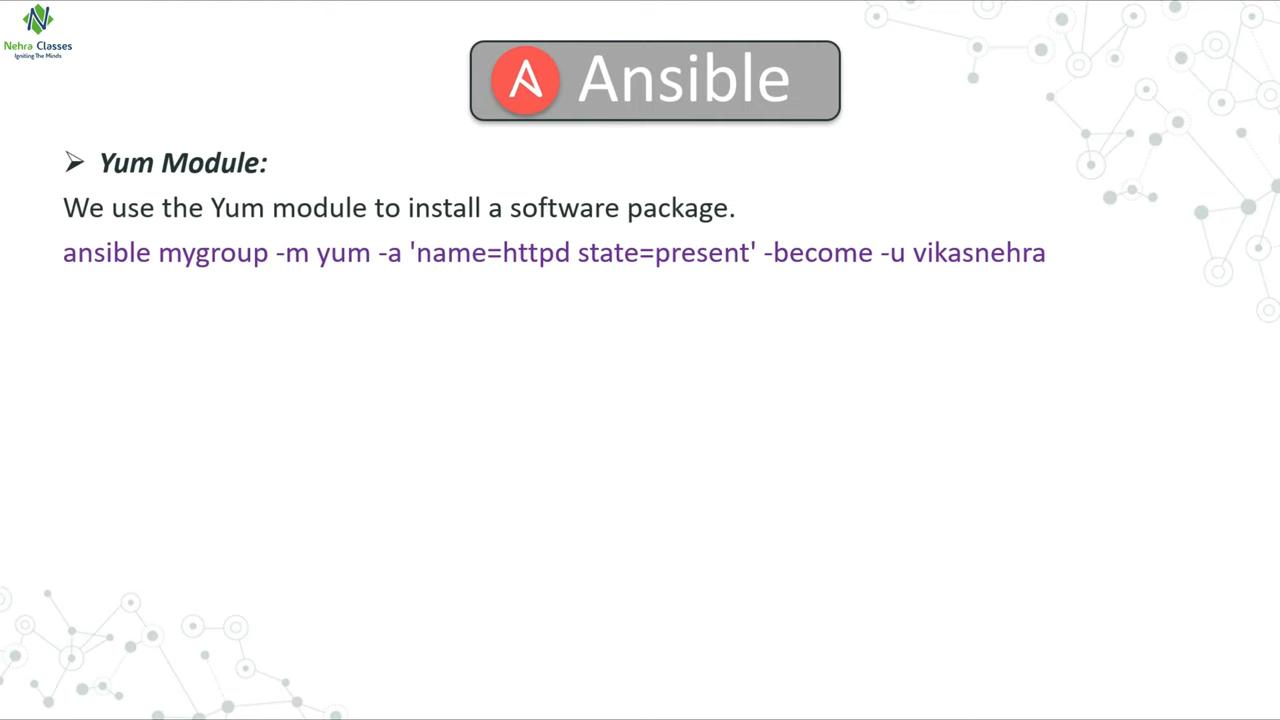 Nehra Classes
Igniting The Minds
Ansible
Yum Module:
We use the Yum module to install a software package.
ansible mygroup -m yum -a 'name=httpd state=present' -become -u vikasnehra